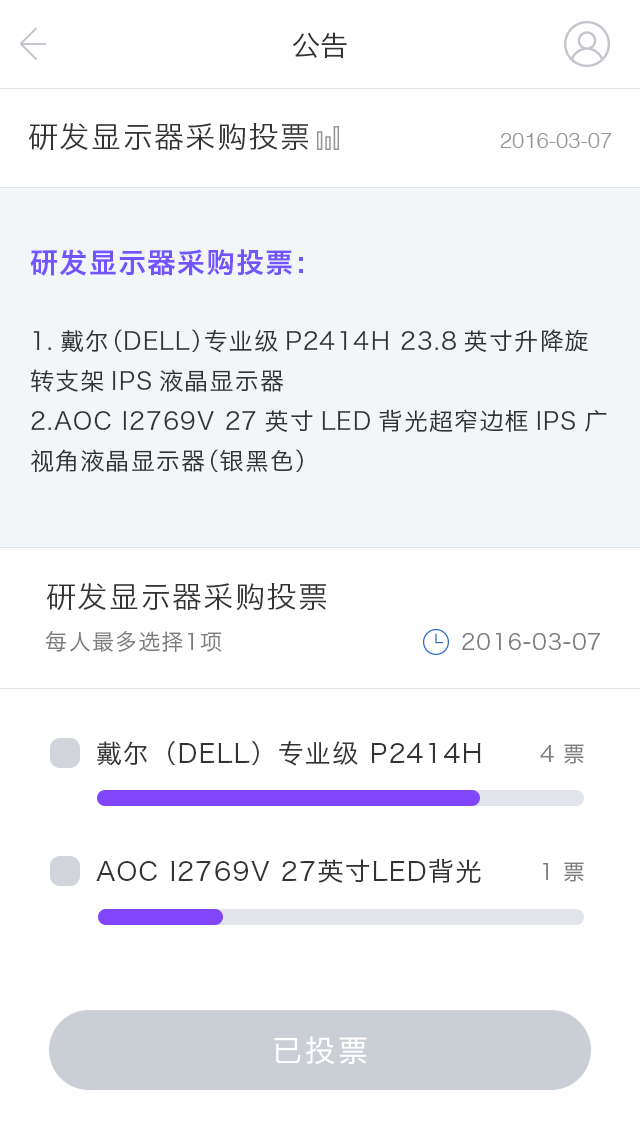 公告
研发显示器采购投票
2016-03-07
研发显示器采购投票：
1. 戴尔(DELL)专业级 P2414H 23.8 英寸升降旋
转支架 IPS 液晶显示器
2.AOC I2769V 27 英寸 LED 背光超窄边框 IPS 广
视角液晶显示器(银黑色)
研发显示器采购投票
每人最多选择1项
2016-03-07
戴尔（DELL）专业级 P2414H
4 票
AOC I2769V 27英寸LED背光
1 票
已投票